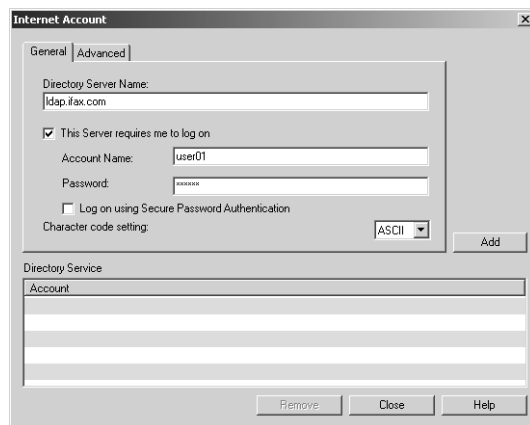 Internet Account
General Advanced
Directory Server Name:
ldap.ifax.com
This Server requires me to log on
Account Name: user01
Password: ××××××
Log on using Secure Password Authentication
Character code setting: ASCII
Add
Directory Service
Account
Remove Close Help